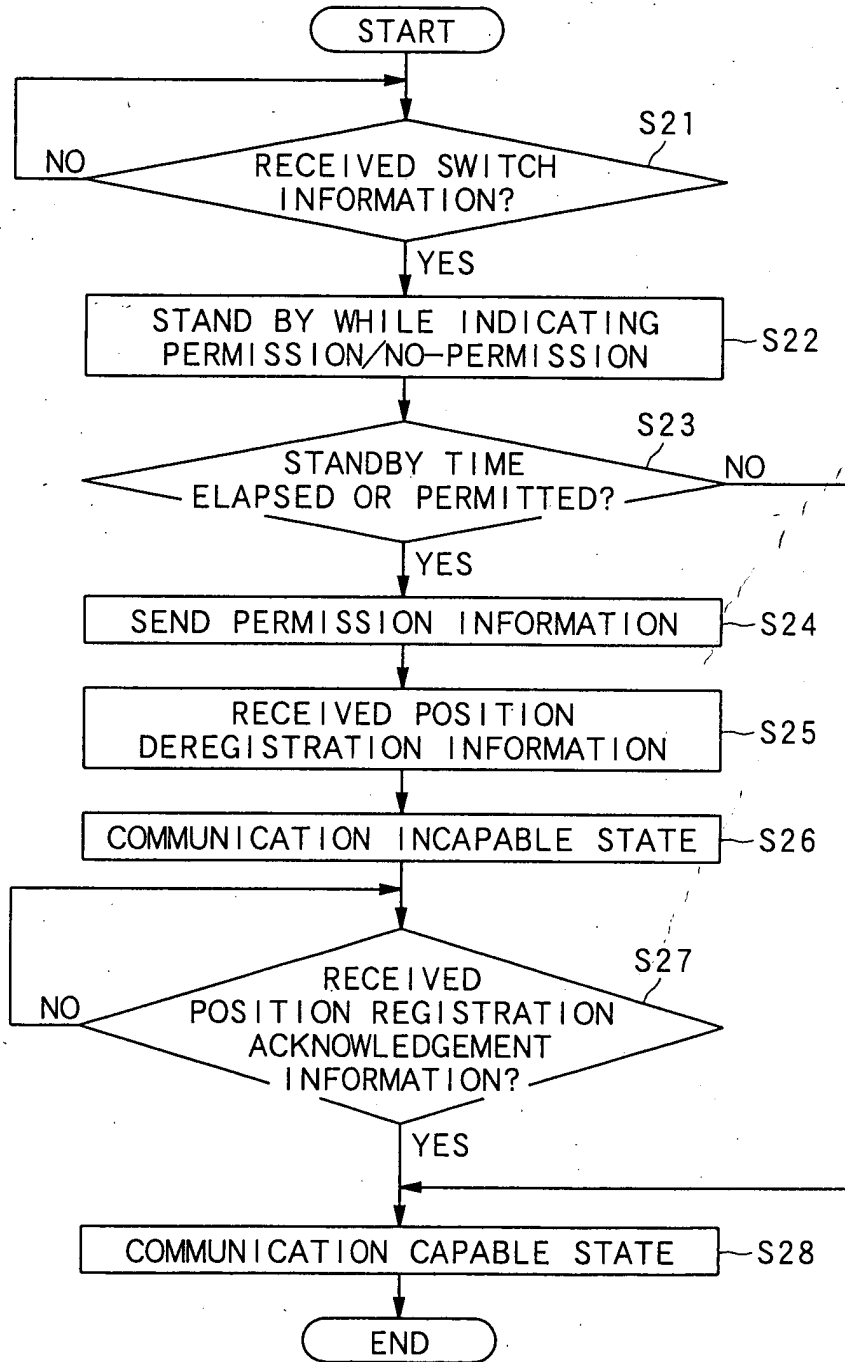 START
S21
NO
RECEIVED SWITCH
INFORMATION?
YES
STAND BY WHILE INDICATING
PERMISSION/NO-PERMISSION
S22
S23
STANDBY TIME
ELAPSED OR PERMITTED?
NO
YES
SEND PERMISSION INFORMATION
S24
RECEIVED POSITION
DEREGISTRATION INFORMATION
S25
COMMUNICATION INCAPABLE STATE
S26
S27
RECEIVED
NO
POSITION REGISTRATION
ACKNOWLEDGEMENT
INFORMATION?
YES
COMMUNICATION CAPABLE STATE
S28
END